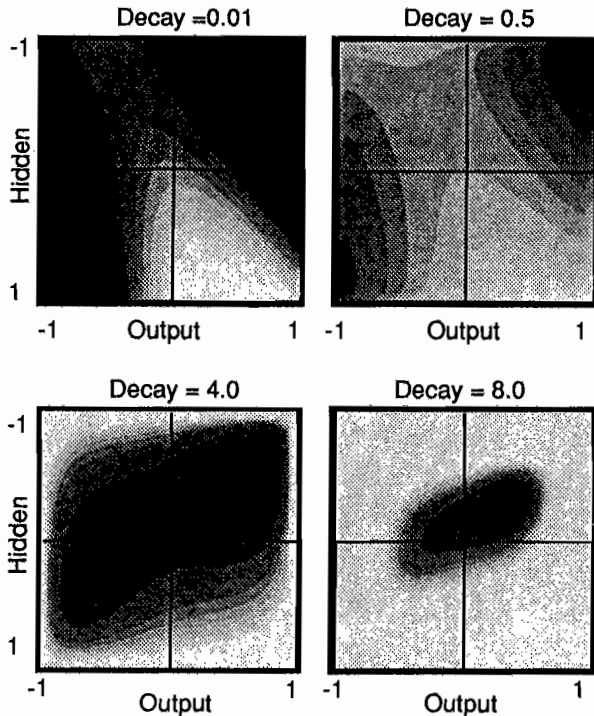 Decay =0.01
Decay = 0.5
-1
Hidden
1
-1 Output 1
-1 Output 1
Decay = 4.0
Decay = 8.0
-1
Hidden
1
-1 Output 1
-1 Output 1